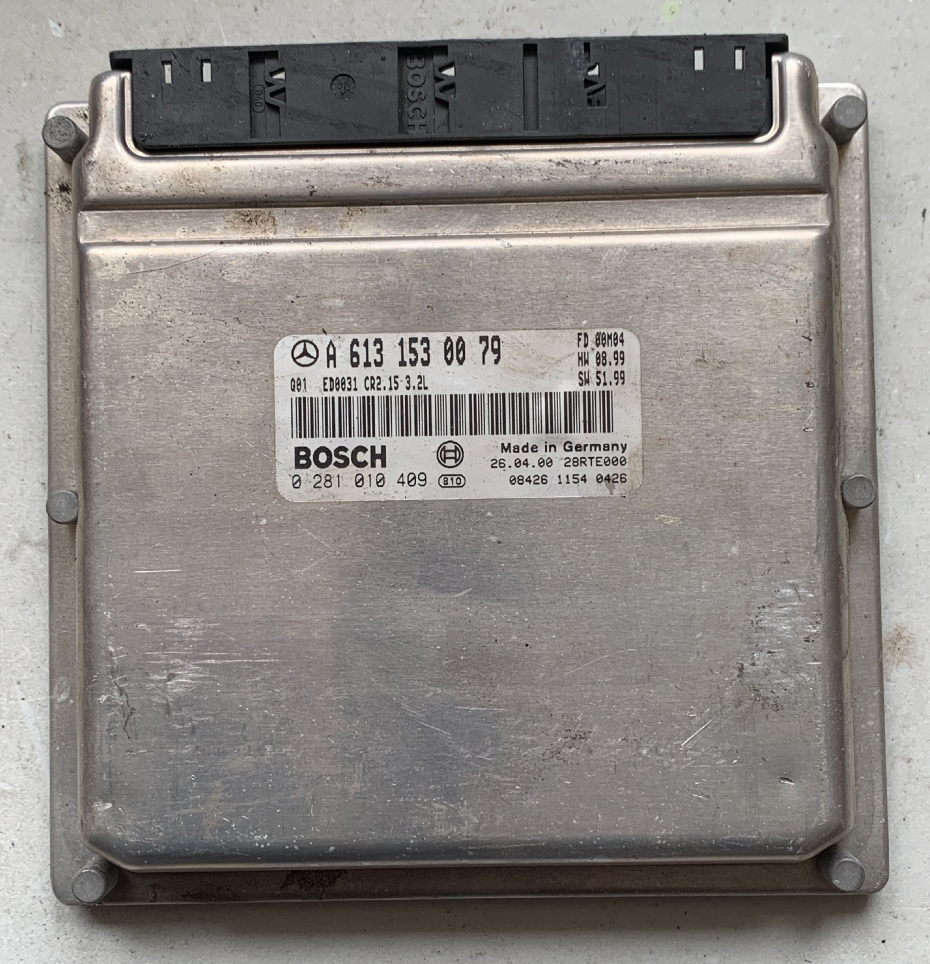 BOSCH
A 613 153 00 79
FD 00M04
HW 08.99
Q01 ED0031 CR2.15 3.2L
SW 51.99
BOSCH
Made in Germany
26.04.00 28RTE000
0 281 010 409 810
08426 1154 0426